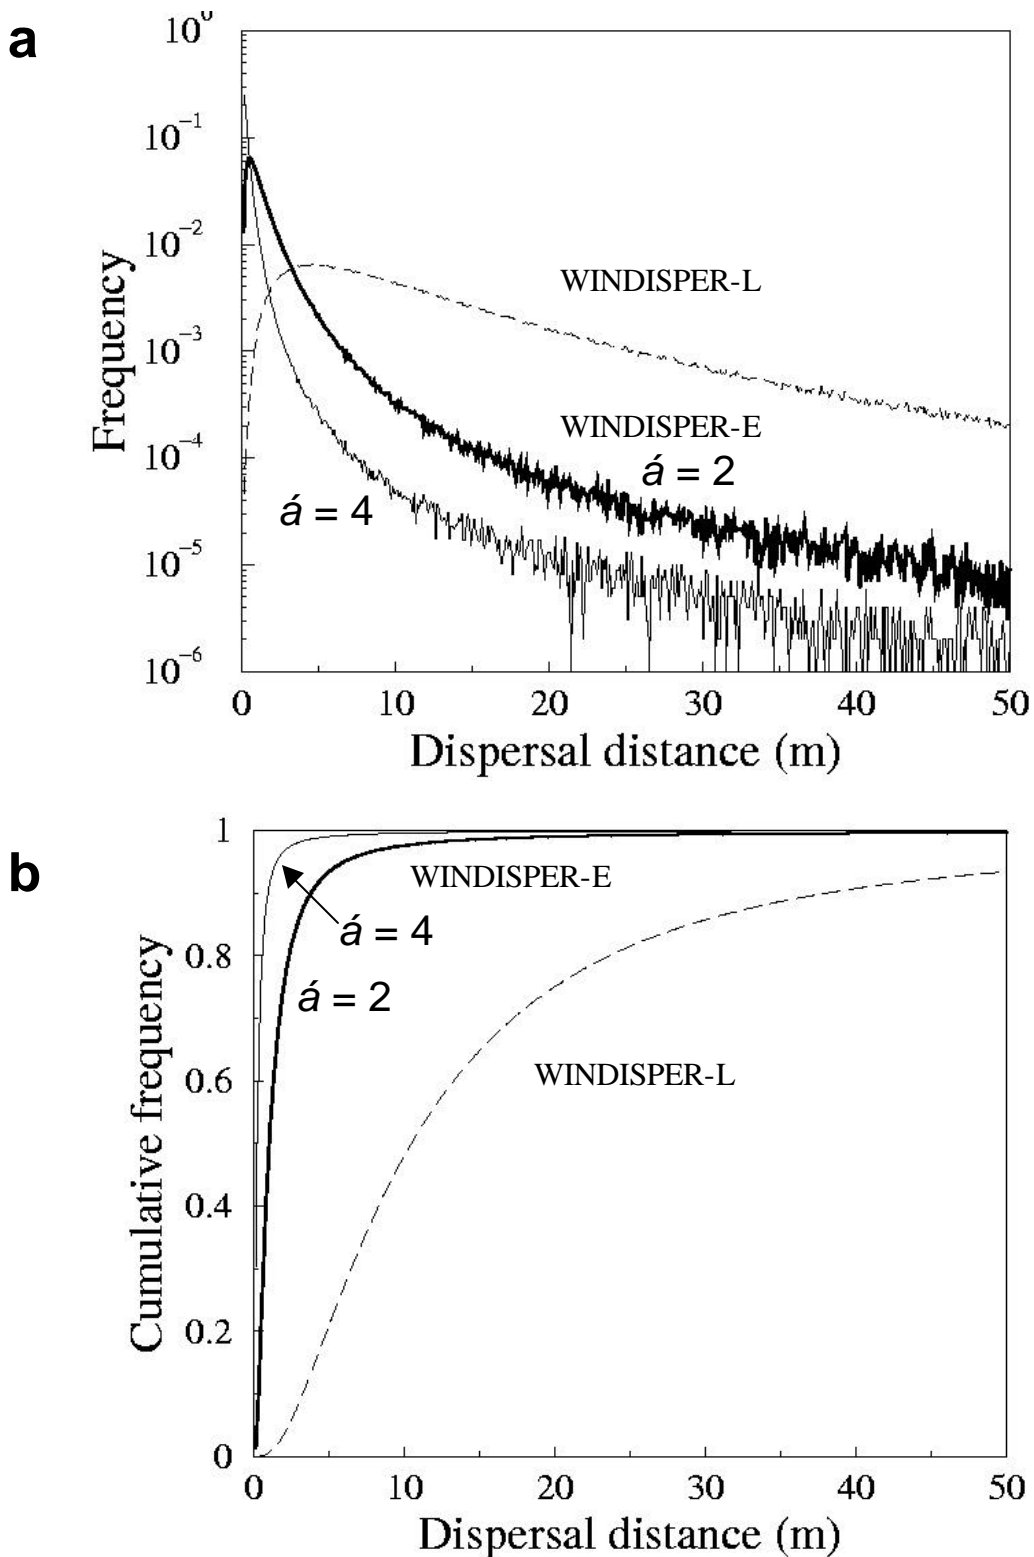 a
10⁰
10⁻¹
10⁻²
10⁻³
10⁻⁴
10⁻⁵
10⁻⁶
Frequency
WINDISPER-L
WINDISPER-E
á = 2
á = 4
0 10 20 30 40 50
Dispersal distance (m)
b
1
0.8
0.6
0.4
0.2
0
Cumulative frequency
WINDISPER-E
á = 4
á = 2
WINDISPER-L
0 10 20 30 40 50
Dispersal distance (m)